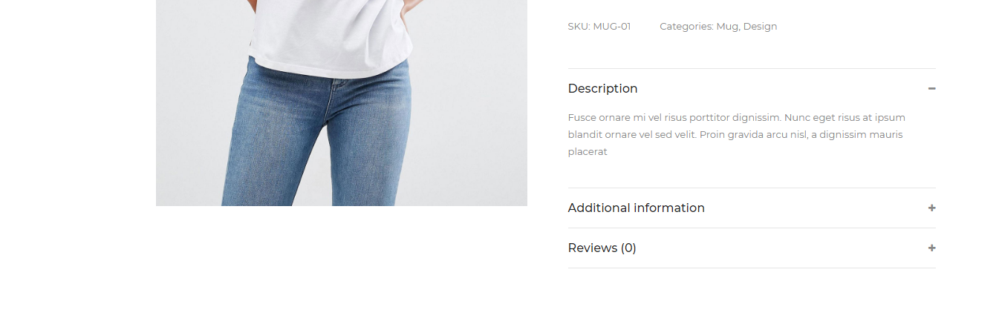 SKU: MUG-01 Categories: Mug, Design
Description
Fusce ornare mi vel risus porttitor dignissim. Nunc eget risus at ipsum
blandit ornare vel sed velit. Proin gravida arcu nisl, a dignissim mauris
placerat
Additional information
Reviews (0)